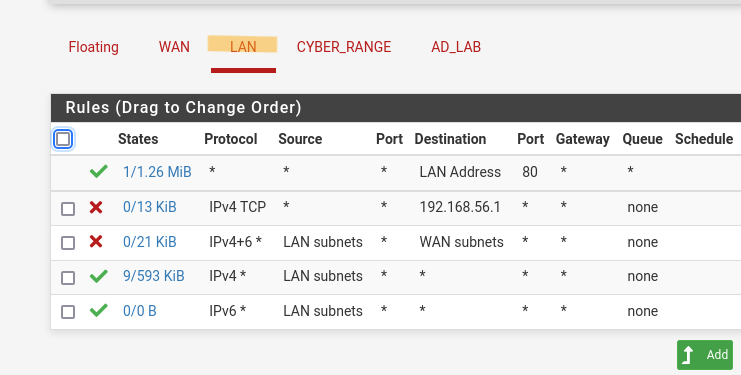 Floating WAN LAN CYBER_RANGE AD_LAB
Rules (Drag to Change Order)
States Protocol Source Port Destination Port Gateway Queue Schedule
1/1.26 MiB * * * LAN Address 80 * *
0/13 KiB IPv4 TCP * * 192.168.56.1 * * none
0/21 KiB IPv4+6 * LAN subnets * WAN subnets * * none
9/593 KiB IPv4 * LAN subnets * * * * none
0/0 B IPv6 * LAN subnets * * * * none
Add